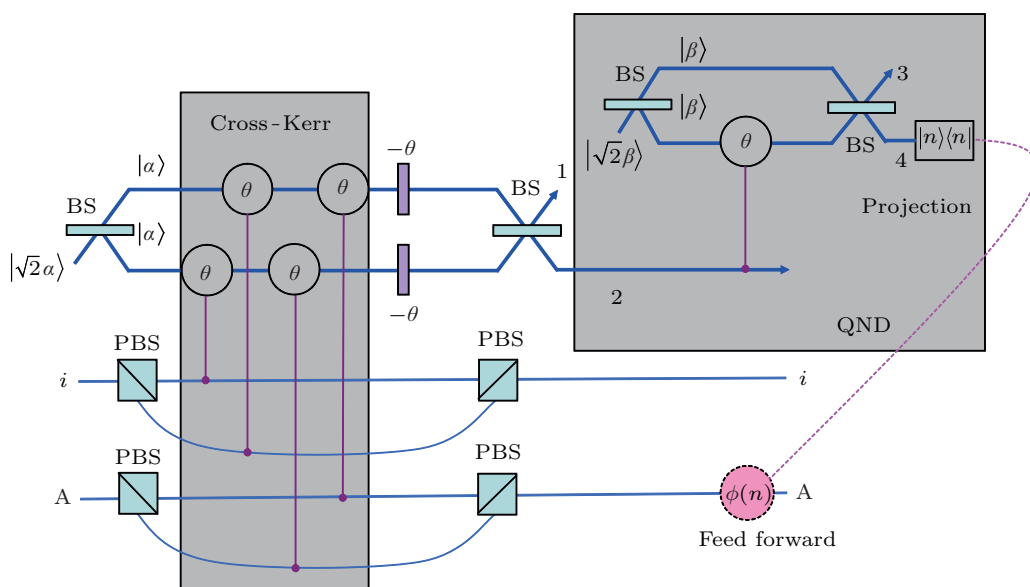 |β⟩
BS
3
|β⟩
Cross-Kerr
−θ
|n⟩⟨n|
|√2β⟩
θ
BS
4
|α⟩
θ
θ
BS
1
Projection
BS
|α⟩
|√2α⟩
θ
θ
2
−θ
QND
PBS
PBS
i
i
PBS
PBS
A
ϕ(n)
A
Feed forward